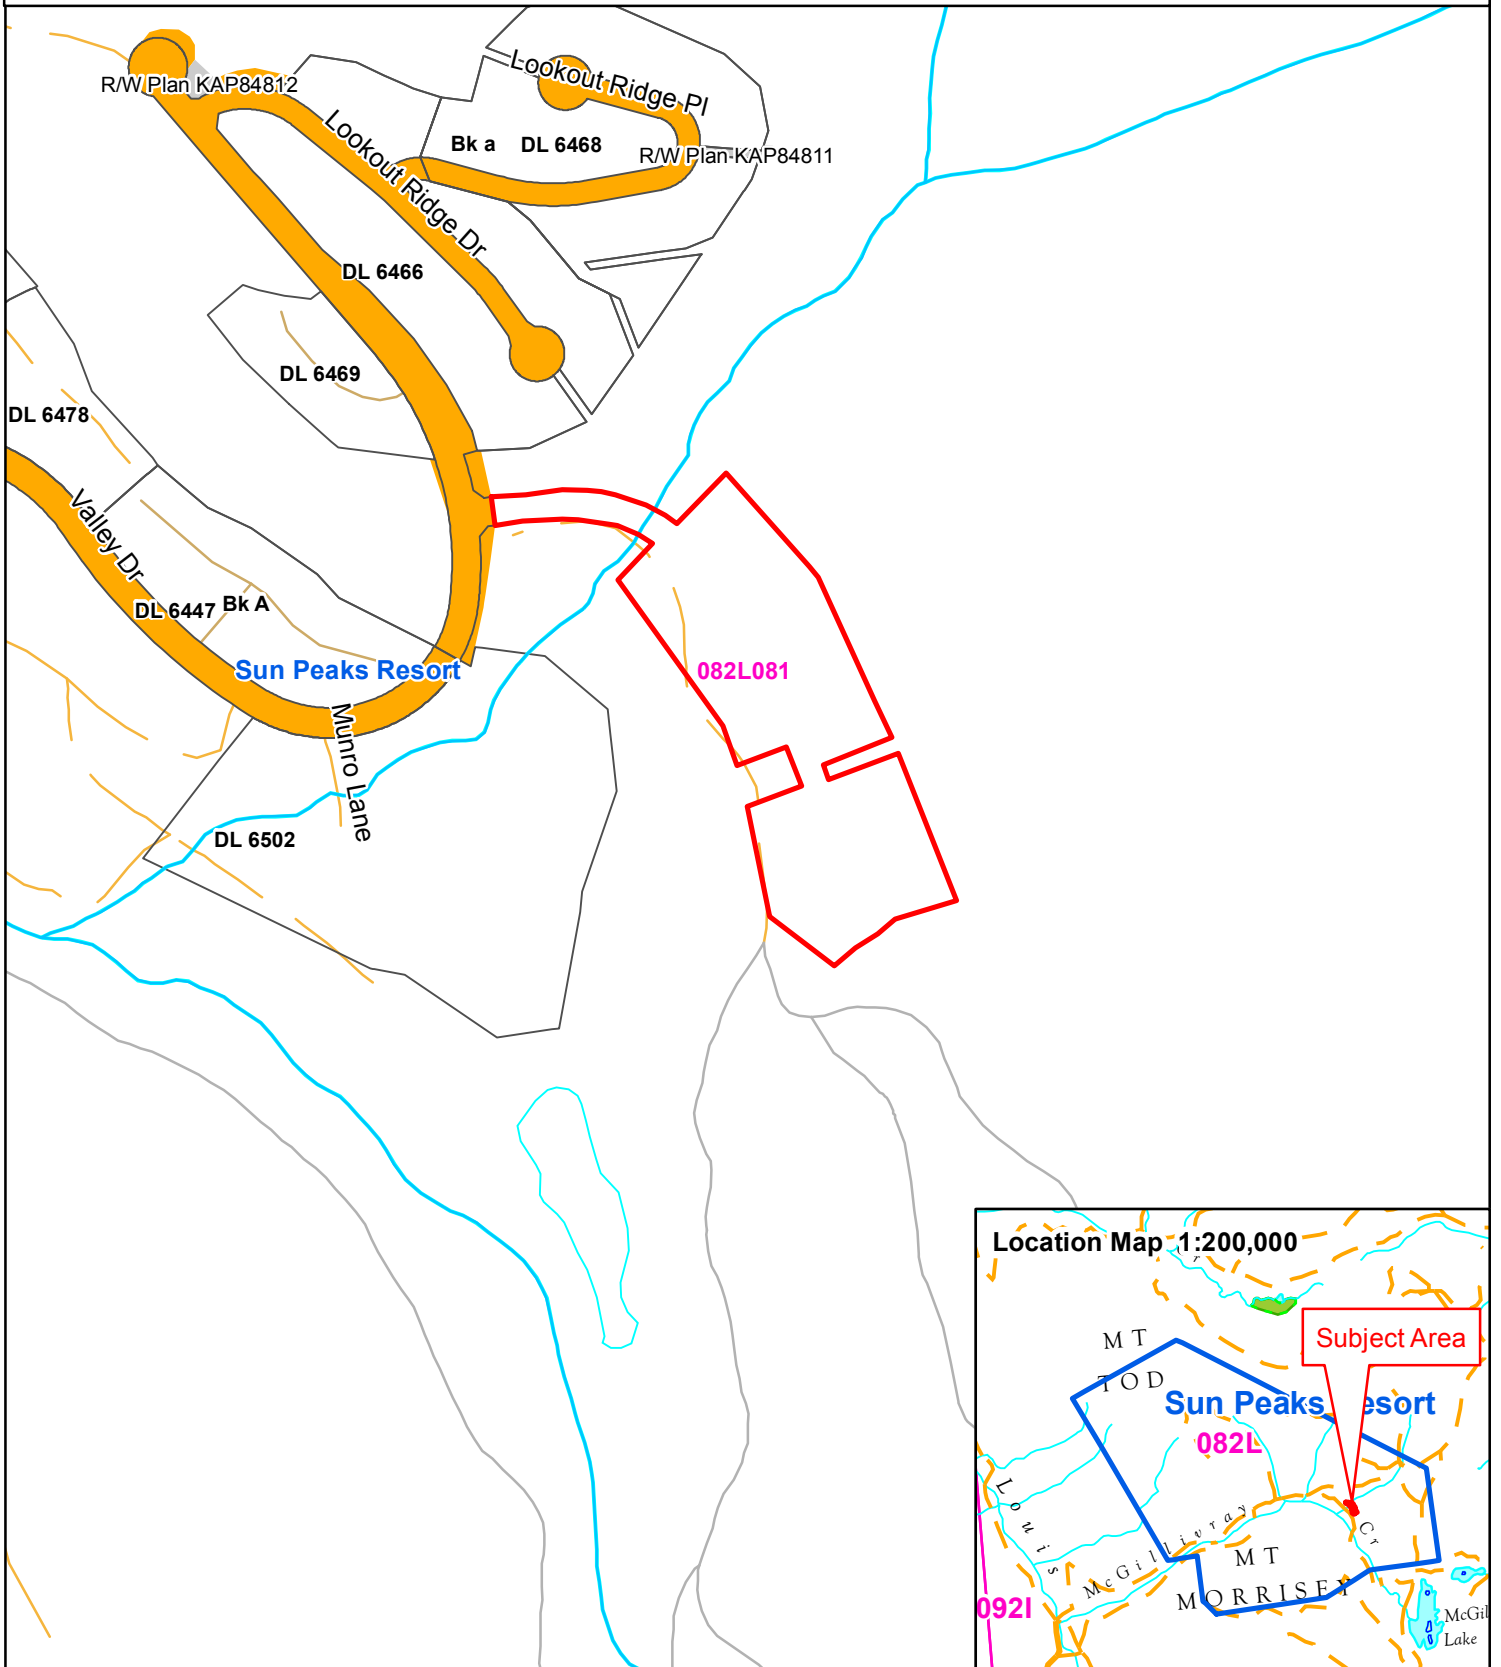 Lookout Ridge Pl
R/W Plan KAP84812
Lookout Ridge Dr
Bk a DL 6468
R/W Plan KAP84811
DL 6466
DL 6469
DL 6478
Valley Dr
DL 6447 Bk A
Sun Peaks Resort
082L081
Munro Lane
DL 6502
Location Map 1:200,000
Subject Area
MT
TOD
Sun Peaks
esort
082L
Louis
McGillivray
Cr
MT
MORRISEY
092I
McGil
Lake